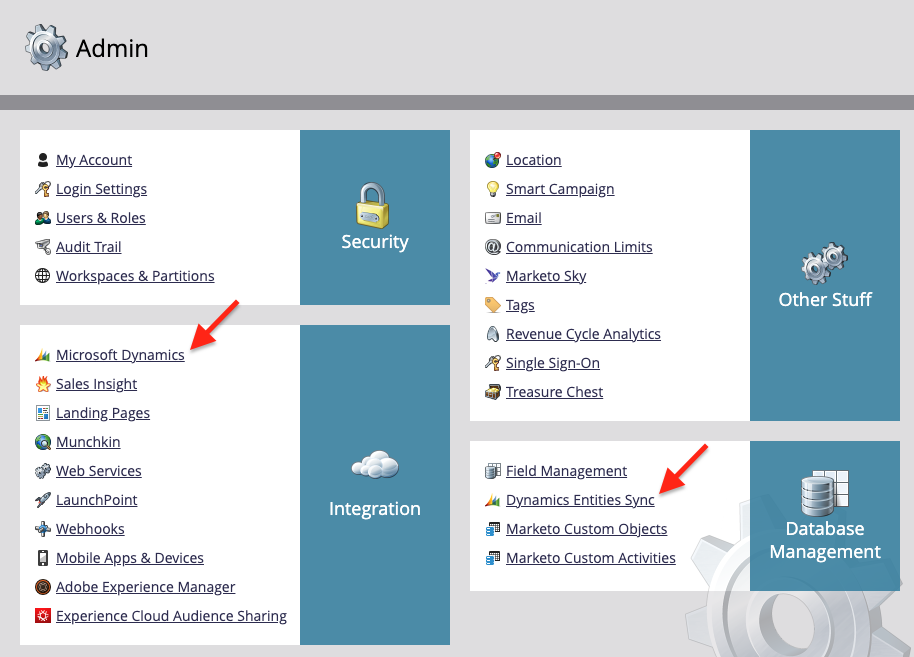 Admin
My Account
Login Settings
Users & Roles
Audit Trail
Workspaces & Partitions
Security
Microsoft Dynamics
Sales Insight
Landing Pages
Munchkin
Web Services
LaunchPoint
Webhooks
Mobile Apps & Devices
Adobe Experience Manager
Experience Cloud Audience Sharing
Integration
Location
Smart Campaign
Email
Communication Limits
Marketo Sky
Tags
Revenue Cycle Analytics
Single Sign-On
Treasure Chest
Other Stuff
Field Management
Dynamics Entities Sync
Marketo Custom Objects
Marketo Custom Activities
Database
Management